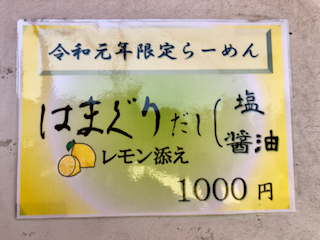 令和元年限定らーめん
はまぐりだし 塩
醤油
レモン添え
1000円